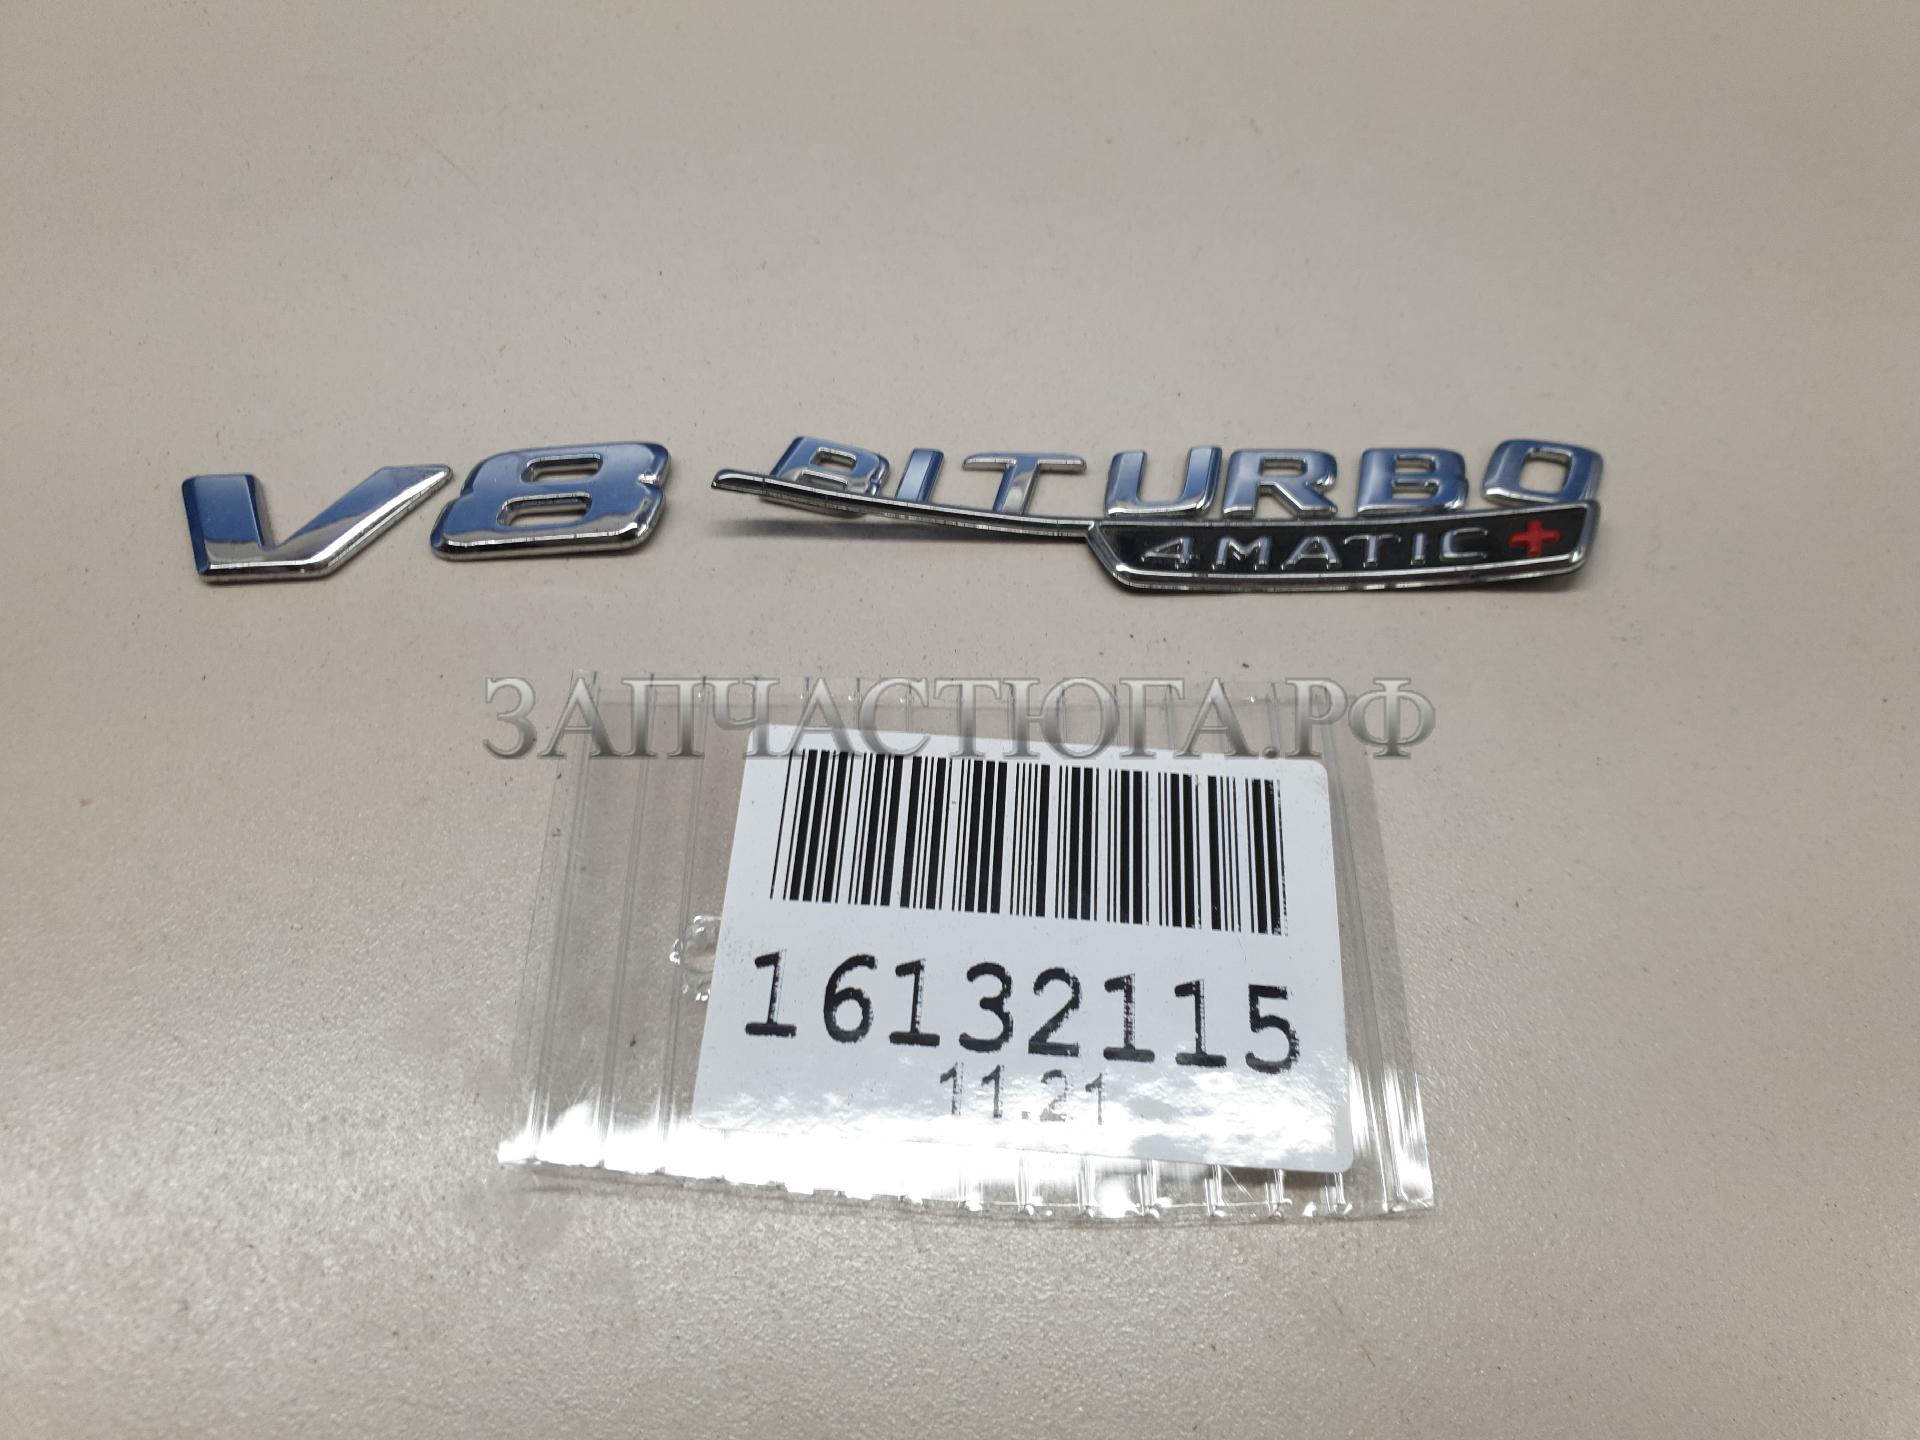 V8 BITURBO
4MATIC+
ЗАПЧАСТЮГА.РФ
16132115
11.21